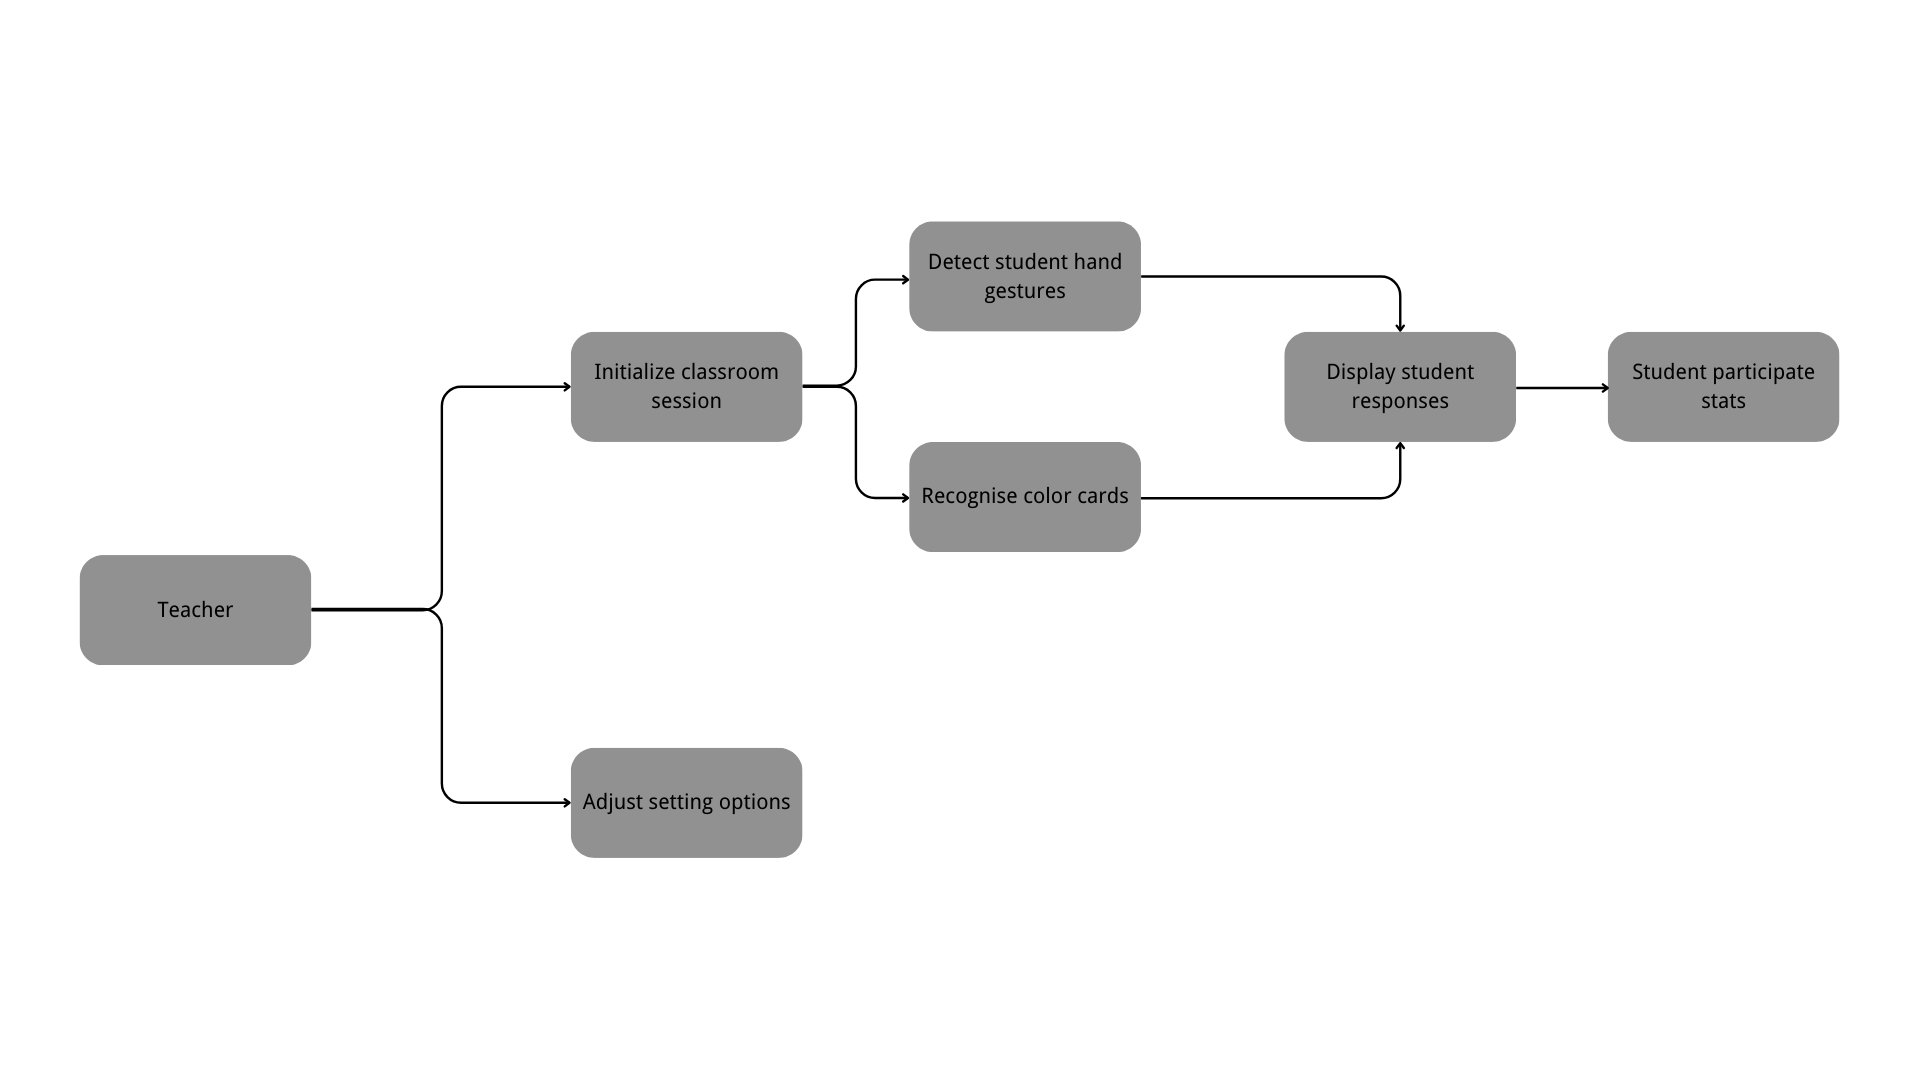 Detect student hand
gestures
Initialize classroom
session
Display student
responses
Student participate
stats
Recognise color cards
Teacher
Adjust setting options